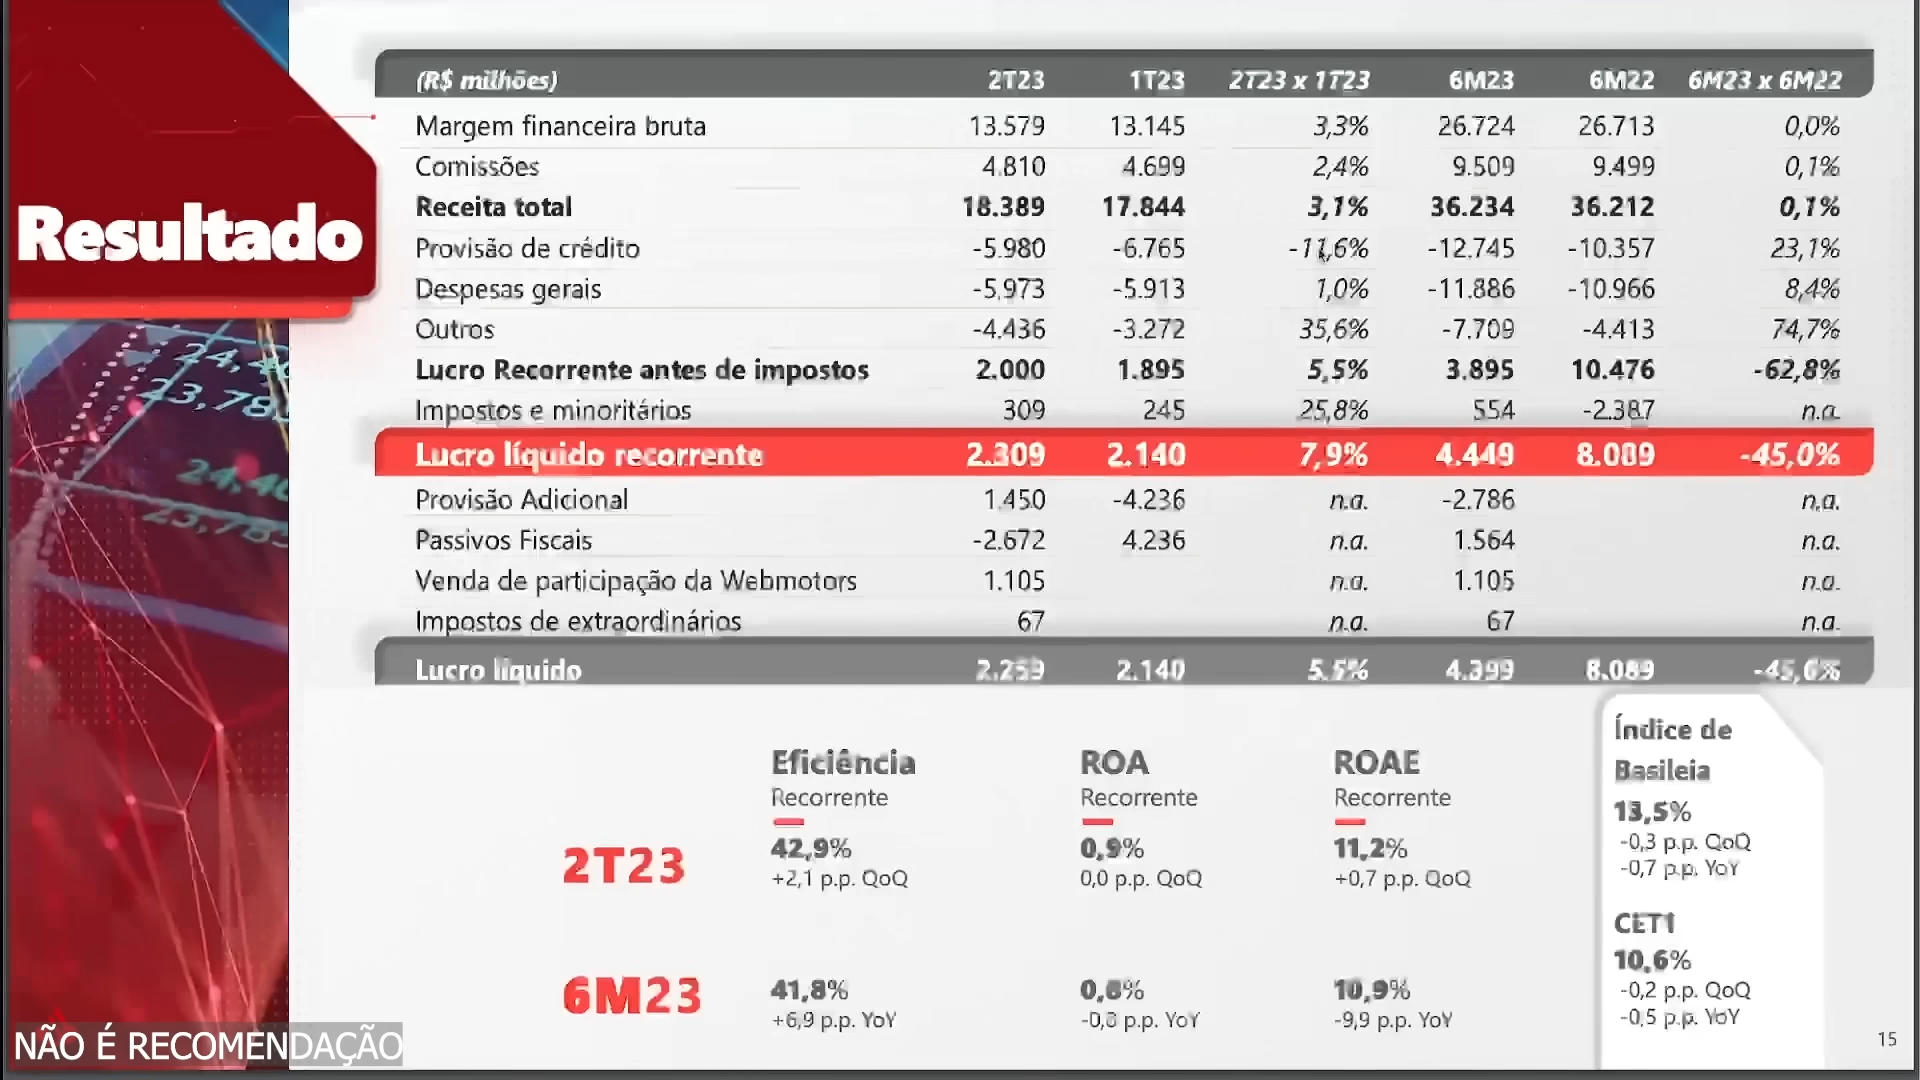 Resultado
(R$ milhões) 2T23 1T23 2T23 x 1T23 6M23 6M22 6M23 x 6M22
Margem financeira bruta 13.579 13.145 3,3% 26.724 26.713 0,0%
Comissões 4.810 4.699 2,4% 9.509 9.499 0,1%
Receita total 18.389 17.844 3,1% 36.234 36.212 0,1%
Provisão de crédito -5.980 -6.765 -11,6% -12.745 -10.357 23,1%
Despesas gerais -5.973 -5.913 1,0% -11.886 -10.966 8,4%
Outros -4.436 -3.272 35,6% -7.709 -4.413 74,7%
Lucro Recorrente antes de impostos 2.000 1.895 5,5% 3.895 10.476 -62,8%
Impostos e minoritários 309 245 25,8% 554 -2.387 n.a.
Lucro líquido recorrente 2.309 2.140 7,9% 4.449 8.089 -45,0%
Provisão Adicional 1.450 -4.236 n.a. -2.786 n.a.
Passivos Fiscais -2.672 4.236 n.a. 1.564 n.a.
Venda de participação da Webmotors 1.105 n.a. 1.105 n.a.
Impostos de extraordinários 67 n.a. 67 n.a.
Lucro líquido 2.259 2.140 5,5% 4.399 8.089 -45,6%
Eficiência ROA ROAE
Recorrente Recorrente Recorrente
2T23 42,9% 0,9% 11,2%
+2,1 p.p. QoQ 0,0 p.p. QoQ +0,7 p.p. QoQ
6M23 41,8% 0,8% 10,9%
+6,9 p.p. YoY -0,8 p.p. YoY -9,9 p.p. YoY
Índice de
Basileia
13,5%
-0,3 p.p. QoQ
-0,7 p.p. YoY
CET1
10,6%
-0,2 p.p. QoQ
-0,5 p.p. YoY
NÃO É RECOMENDAÇÃO
15